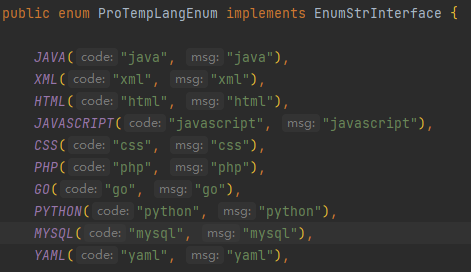 public enum ProTempLangEnum implements EnumStrInterface {
JAVA( code: "java", msg: "java"),
XML( code: "xml", msg: "xml"),
HTML( code: "html", msg: "html"),
JAVASCRIPT( code: "javascript", msg: "javascript"),
CSS( code: "css", msg: "css"),
PHP( code: "php", msg: "php"),
GO( code: "go", msg: "go"),
PYTHON( code: "python", msg: "python"),
MYSQL( code: "mysql", msg: "mysql"),
YAML( code: "yaml", msg: "yaml"),